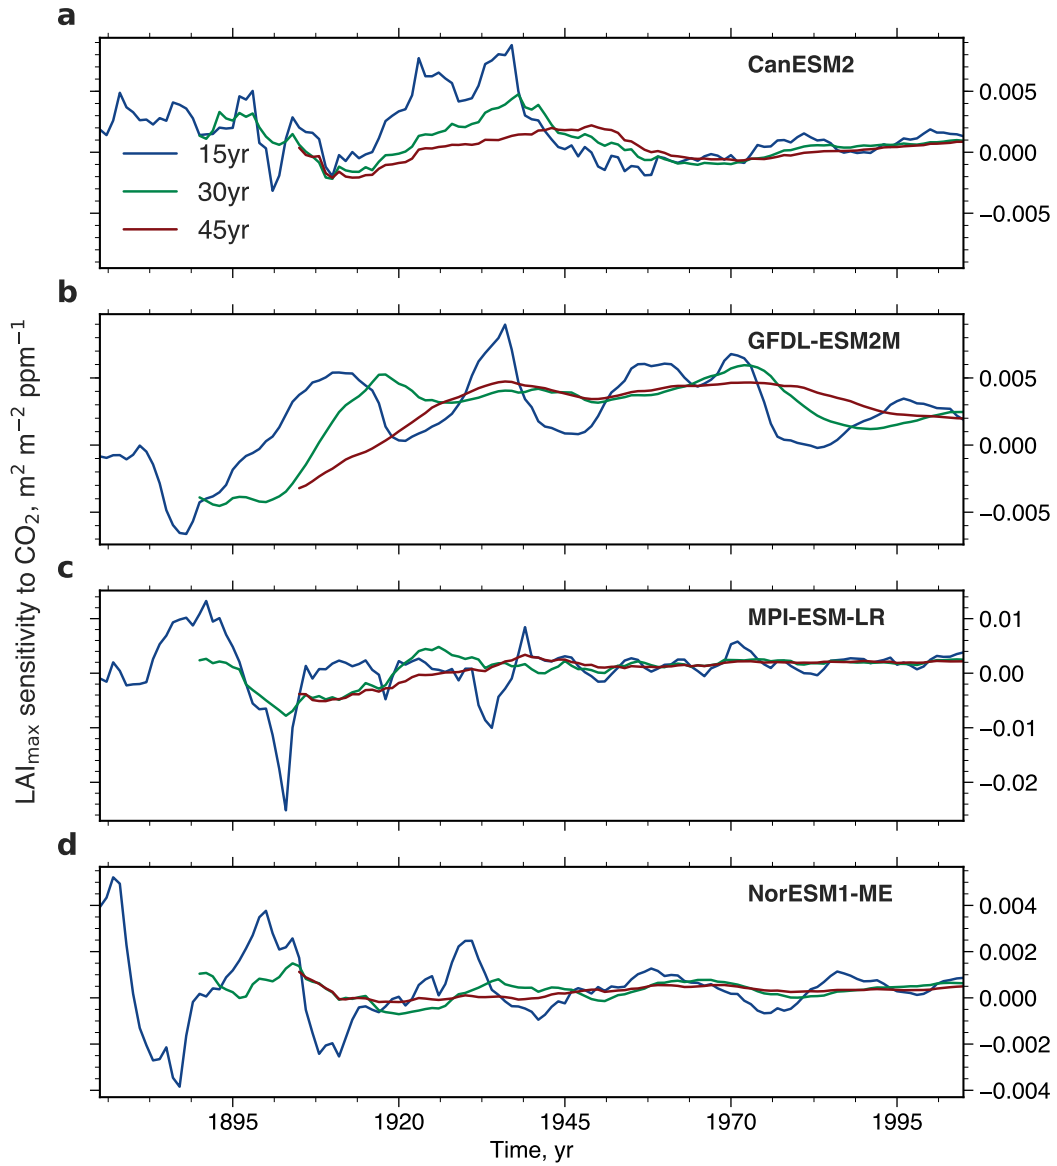 a
CanESM2
0.005
0.000
−0.005
15yr
30yr
45yr
b
GFDL-ESM2M
0.005
0.000
−0.005
LAImax sensitivity to CO2, m² m⁻² ppm⁻¹
c
MPI-ESM-LR
0.01
0.00
−0.01
−0.02
d
NorESM1-ME
0.004
0.002
0.000
−0.002
−0.004
1895 1920 1945 1970 1995
Time, yr